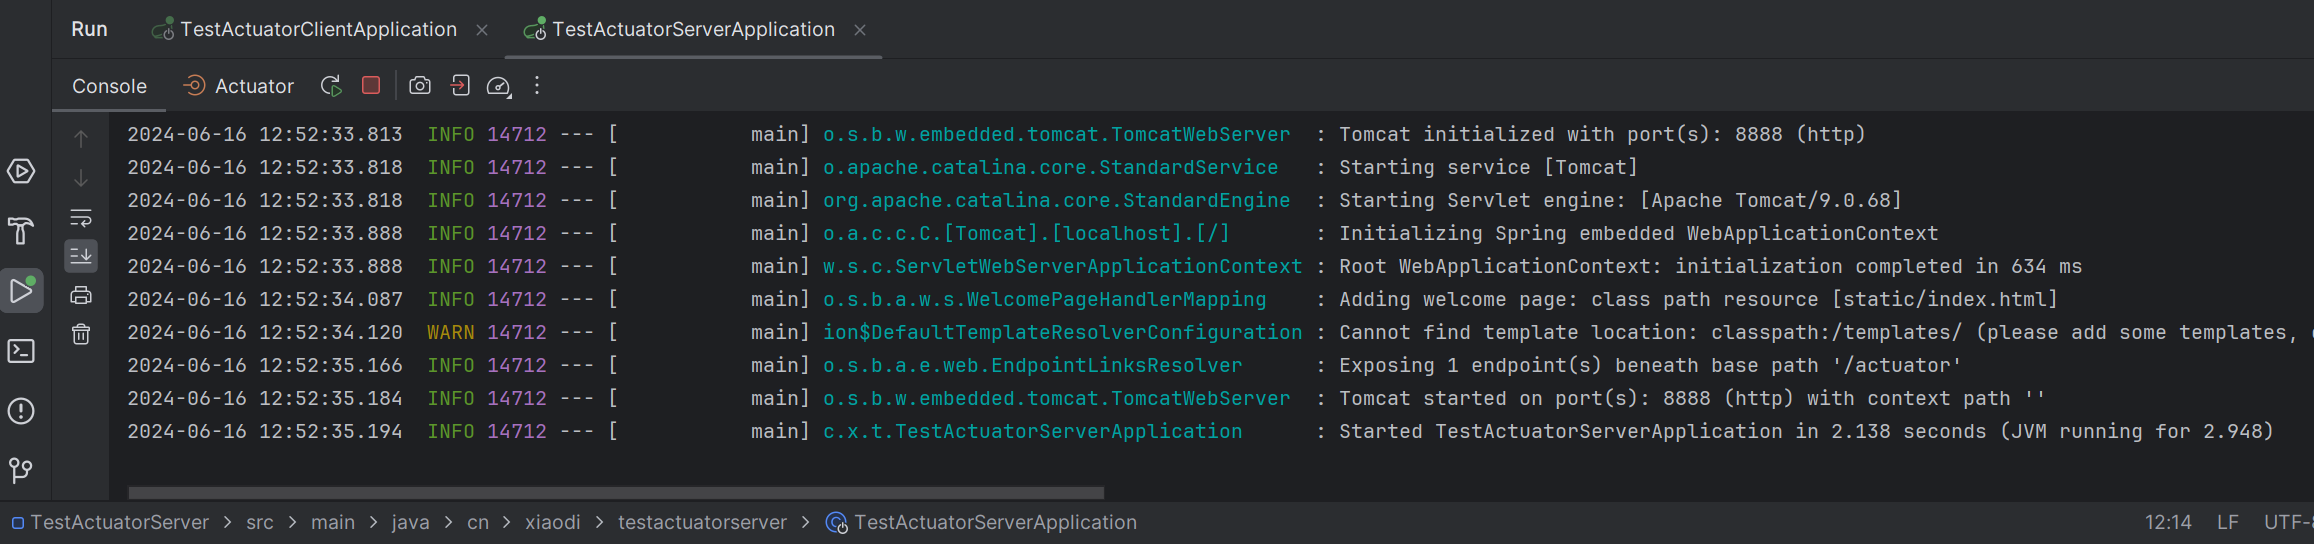 Run TestActuatorClientApplication TestActuatorServerApplication
Console Actuator
2024-06-16 12:52:33.813  INFO 14712 --- [           main] o.s.b.w.embedded.tomcat.TomcatWebServer  : Tomcat initialized with port(s): 8888 (http)
2024-06-16 12:52:33.818  INFO 14712 --- [           main] o.apache.catalina.core.StandardService   : Starting service [Tomcat]
2024-06-16 12:52:33.818  INFO 14712 --- [           main] org.apache.catalina.core.StandardEngine  : Starting Servlet engine: [Apache Tomcat/9.0.68]
2024-06-16 12:52:33.888  INFO 14712 --- [           main] o.a.c.c.C.[Tomcat].[localhost].[/]       : Initializing Spring embedded WebApplicationContext
2024-06-16 12:52:33.888  INFO 14712 --- [           main] w.s.c.ServletWebServerApplicationContext : Root WebApplicationContext: initialization completed in 634 ms
2024-06-16 12:52:34.087  INFO 14712 --- [           main] o.s.b.a.w.s.WelcomePageHandlerMapping    : Adding welcome page: class path resource [static/index.html]
2024-06-16 12:52:34.120  WARN 14712 --- [           main] ion$DefaultTemplateResolverConfiguration : Cannot find template location: classpath:/templates/ (please add some templates,
2024-06-16 12:52:35.166  INFO 14712 --- [           main] o.s.b.a.e.web.EndpointLinksResolver      : Exposing 1 endpoint(s) beneath base path '/actuator'
2024-06-16 12:52:35.184  INFO 14712 --- [           main] o.s.b.w.embedded.tomcat.TomcatWebServer  : Tomcat started on port(s): 8888 (http) with context path ''
2024-06-16 12:52:35.194  INFO 14712 --- [           main] c.x.t.TestActuatorServerApplication      : Started TestActuatorServerApplication in 2.138 seconds (JVM running for 2.948)
TestActuatorServer > src > main > java > cn > xiaodi > testactuatorserver > TestActuatorServerApplication 12:14 LF UTF-